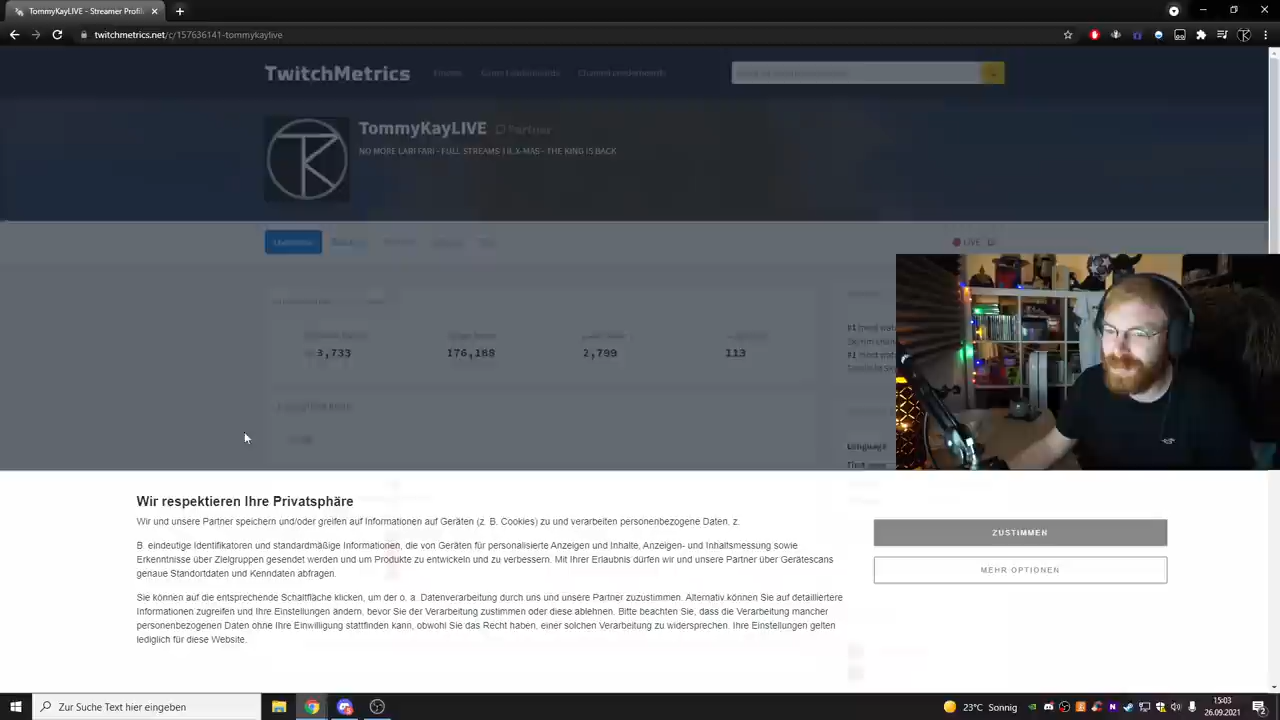 TommyKayLIVE - Streamer Profil
twitchmetrics.net/c/157636141-tommykaylive
TwitchMetrics
TommyKayLIVE Partner
NO MORE LARI FARI - FULL STREAMS
X-MAS - THE KING IS BACK
LIVE
3,733
176,188
2,799
113
Language
Wir respektieren Ihre Privatsphäre
Wir und unsere Partner speichern und/oder greifen auf Informationen auf Geräten (z. B. Cookies) zu und verarbeiten personenbezogene Daten, z.
B. eindeutige Identifikatoren und standardmäßige Informationen, die von Geräten für personalisierte Anzeigen und Inhalte, Anzeigen- und Inhaltsmessung sowie
Erkenntnisse über Zielgruppen gesendet werden und um Produkte zu entwickeln und zu verbessern. Mit Ihrer Erlaubnis dürfen wir und unsere Partner über Gerätescans
genaue Standortdaten und Kenndaten abfragen.
Sie können auf die entsprechende Schaltfläche klicken, um der o. a. Datenverarbeitung durch uns und unsere Partner zuzustimmen. Alternativ können Sie auf detailliertere
Informationen zugreifen und Ihre Einstellungen ändern, bevor Sie der Verarbeitung zustimmen oder diese ablehnen. Bitte beachten Sie, dass die Verarbeitung mancher
personenbezogenen Daten ohne Ihre Einwilligung stattfinden kann, obwohl Sie das Recht haben, einer solchen Verarbeitung zu widersprechen. Ihre Einstellungen gelten
lediglich für diese Website.
ZUSTIMMEN
MEHR OPTIONEN
Zur Suche Text hier eingeben
23°C Sonnig
15:03
26.09.2021